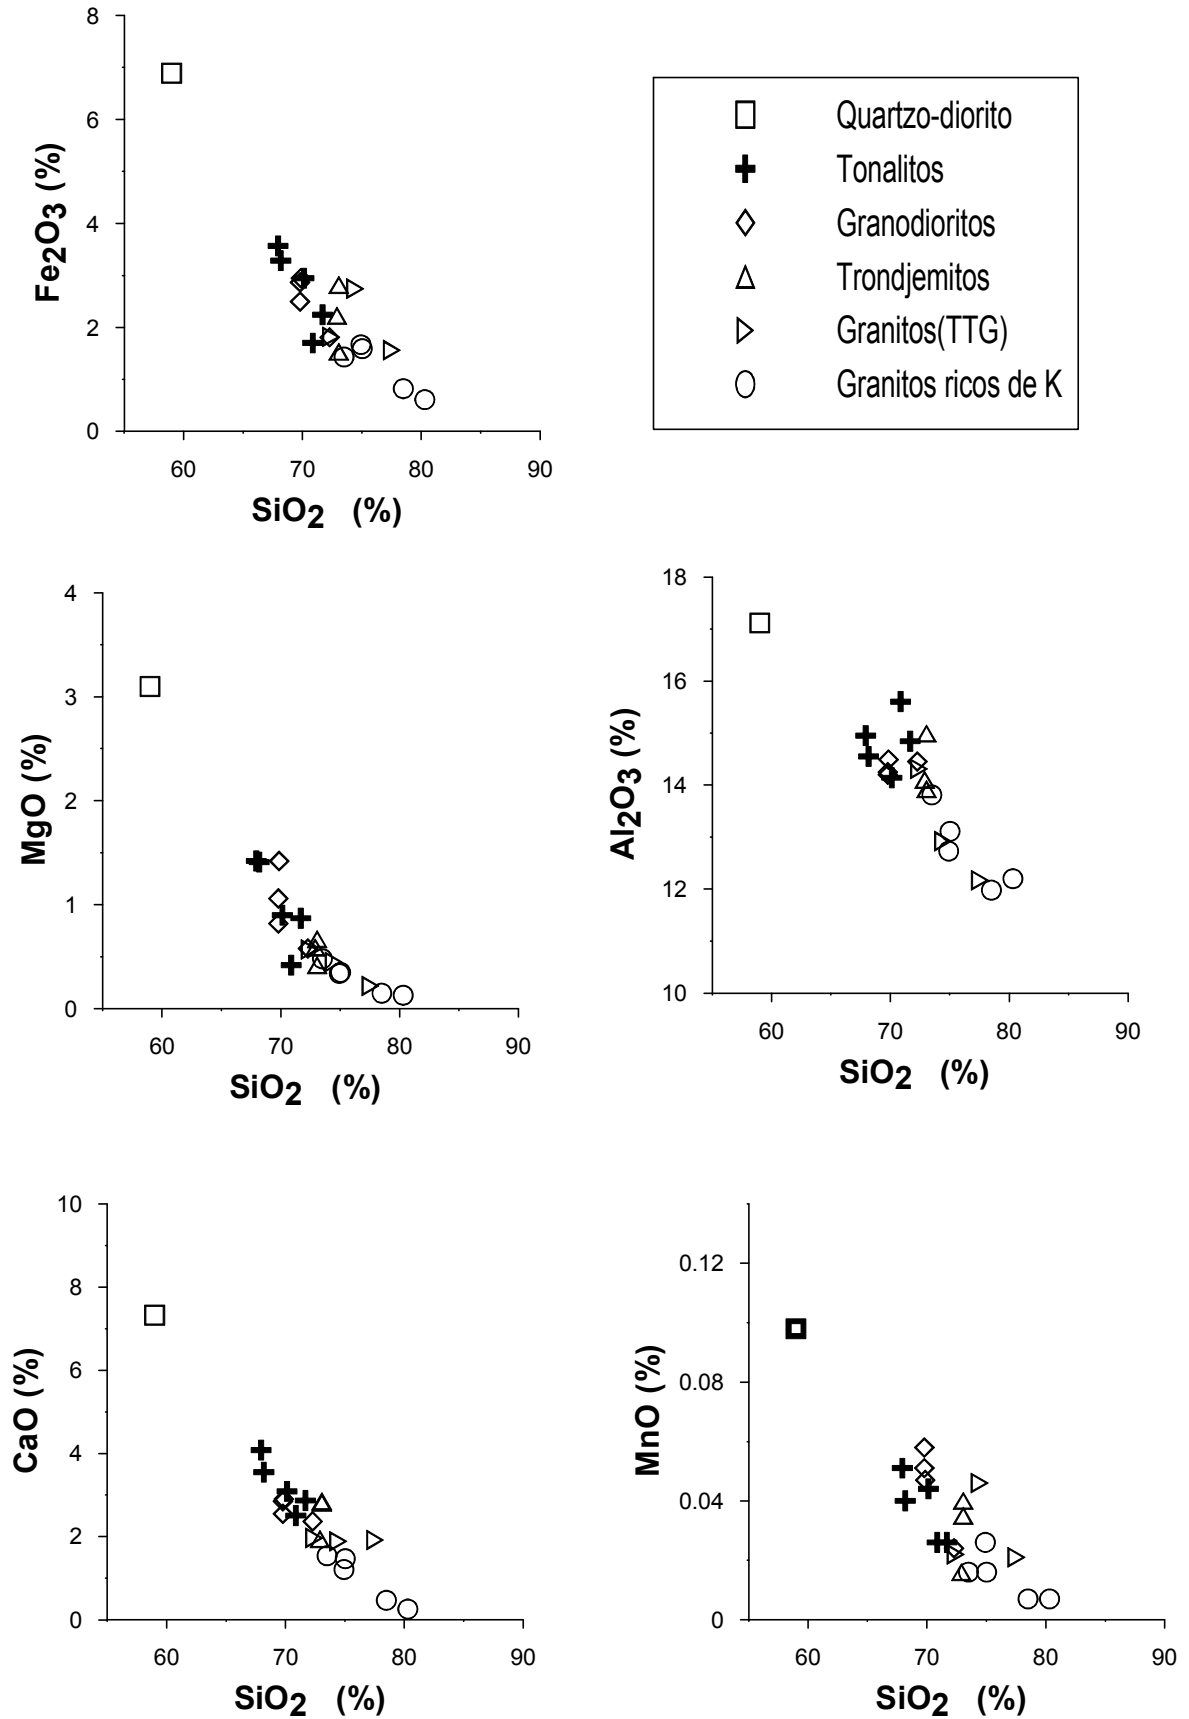 8
6
4
2
0
Fe2O3 (%)
60 70 80 90
SiO2 (%)
Quartzo-diorito
Tonalitos
Granodioritos
Trondjemitos
Granitos(TTG)
Granitos ricos de K
4
3
2
1
0
MgO (%)
60 70 80 90
SiO2 (%)
18
16
14
12
10
Al2O3 (%)
60 70 80 90
SiO2 (%)
10
8
6
4
2
0
CaO (%)
60 70 80 90
SiO2 (%)
0.12
0.08
0.04
0
MnO (%)
60 70 80 90
SiO2 (%)